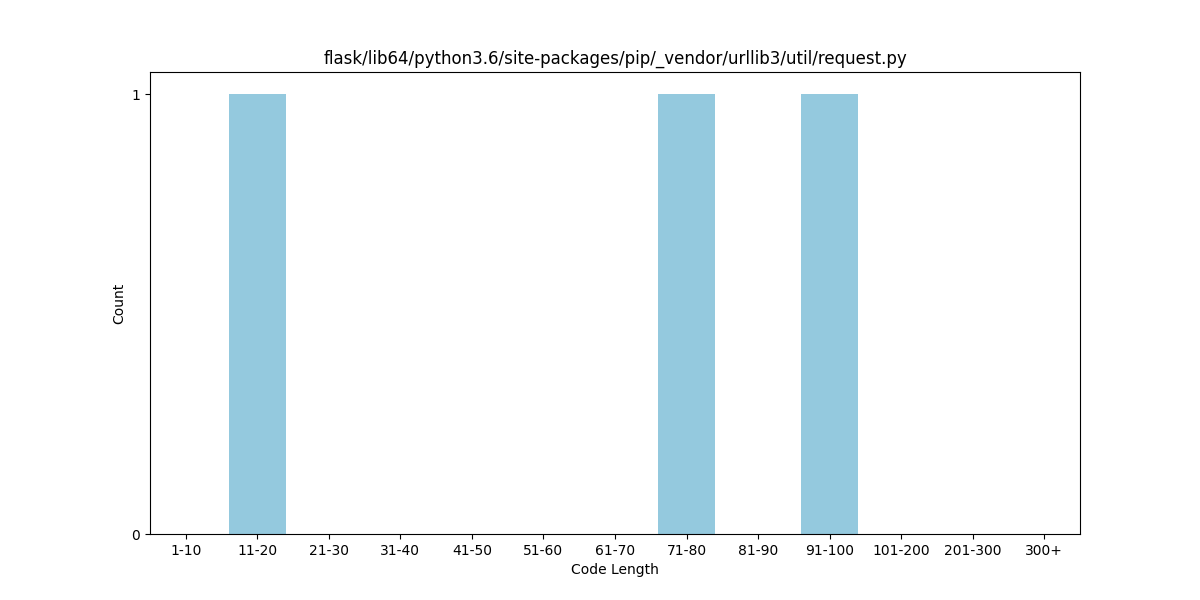 flask/lib64/python3.6/site-packages/pip/_vendor/urllib3/util/request.py
1
Count
0
1-10 11-20 21-30 31-40 41-50 51-60 61-70 71-80 81-90 91-100 101-200 201-300 300+
Code Length